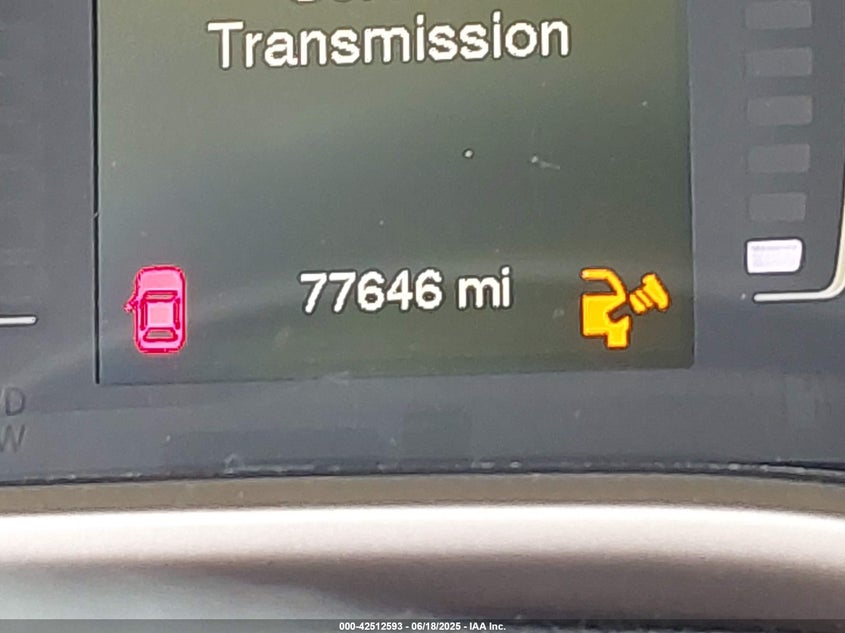 Transmission
77646 mi
D
W
000-42512593 - 06/18/2025 - IAA Inc.